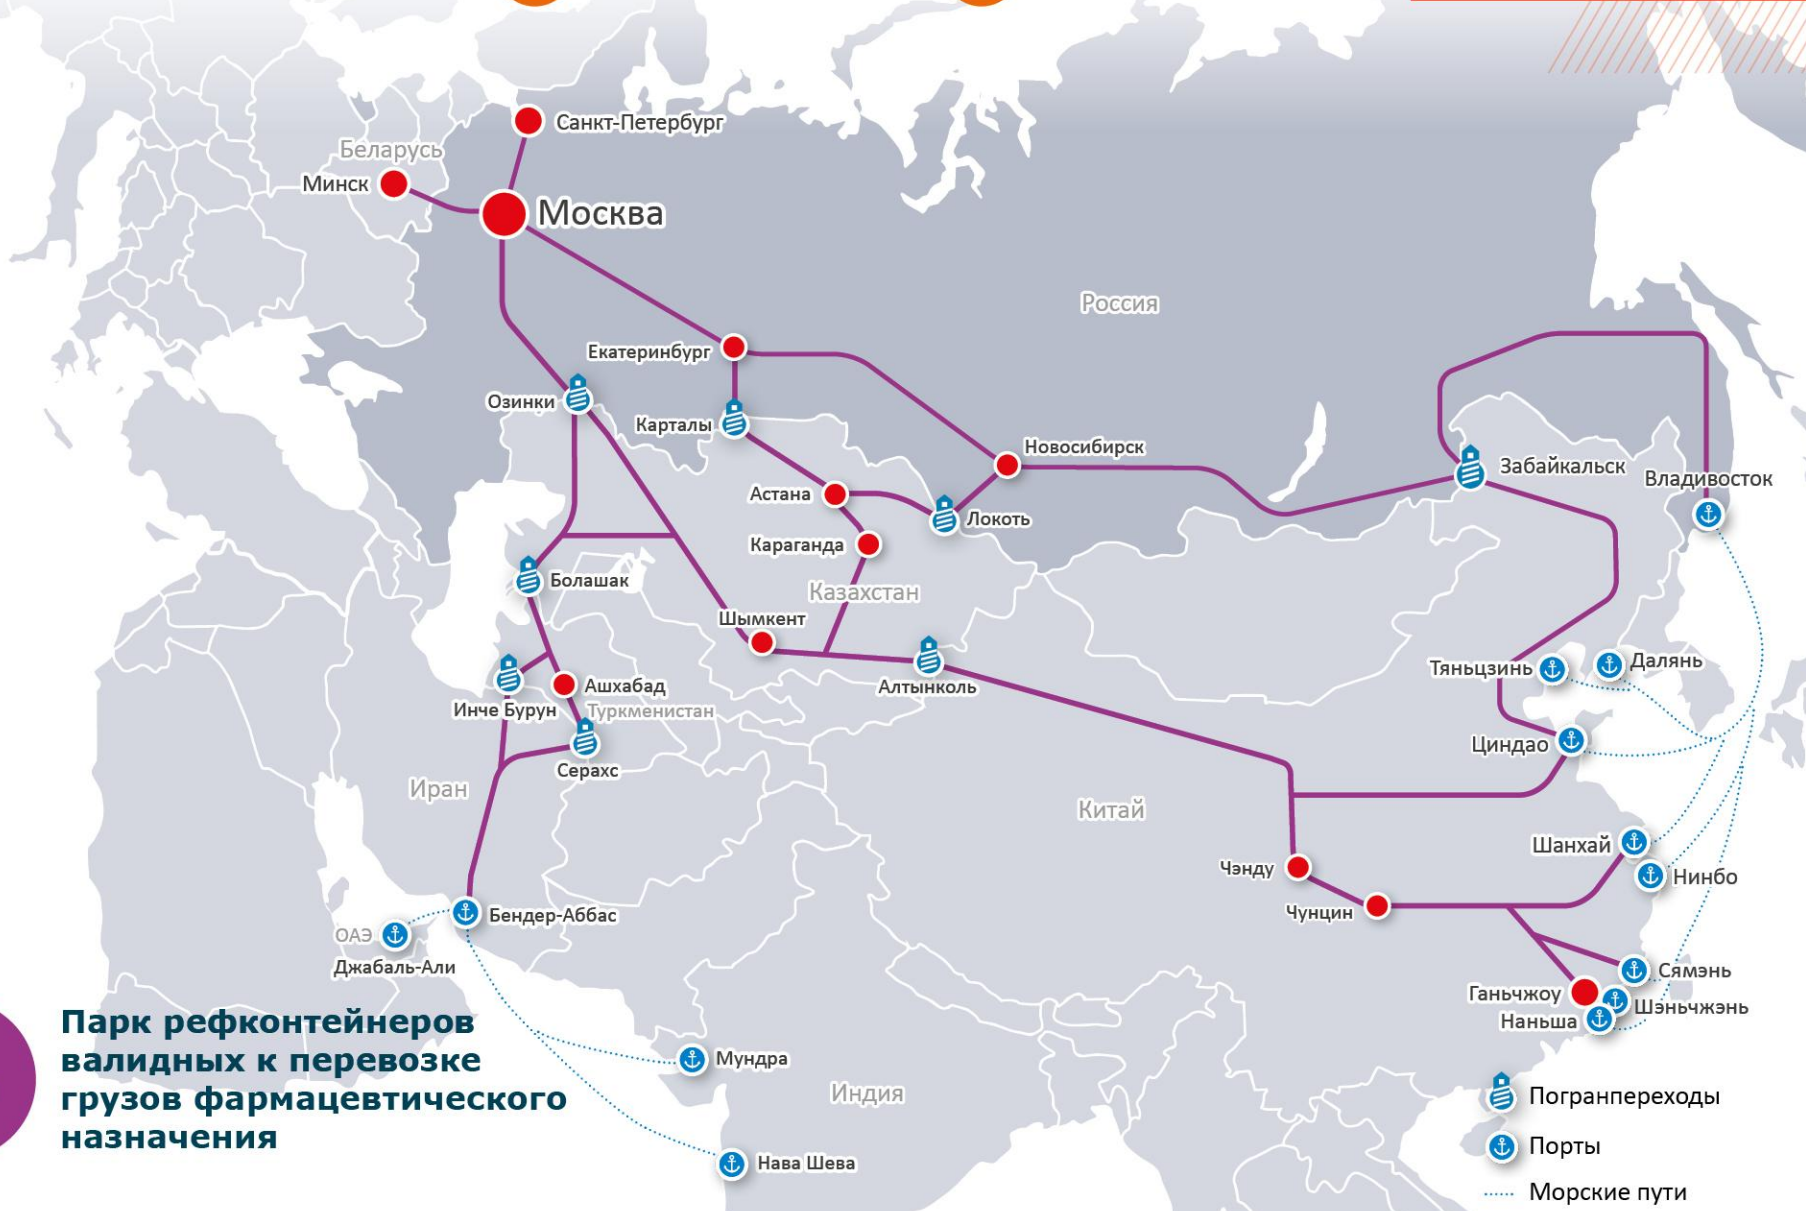 Санкт-Петербург
Беларусь
Минск
Москва
Россия
Екатеринбург
Озинки
Карталы
Новосибирск
Забайкальск
Владивосток
Астана
Локоть
Караганда
Болашак
Казахстан
Шымкент
Тяньцзинь
Далянь
Алтынколь
Ашхабад
Инче Бурун
Туркменистан
Циндао
Серахс
Иран
Китай
Шанхай
Чэнду
Нинбо
Чунцин
Бендер-Аббас
ОАЭ
Джабаль-Али
Сямэнь
Ганьчжоу
Шэньчжэнь
Наньша
Парк рефконтейнеров
валидных к перевозке
грузов фармацевтического
назначения
Мундра
Индия
Нава Шева
Погранпереходы
Порты
Морские пути